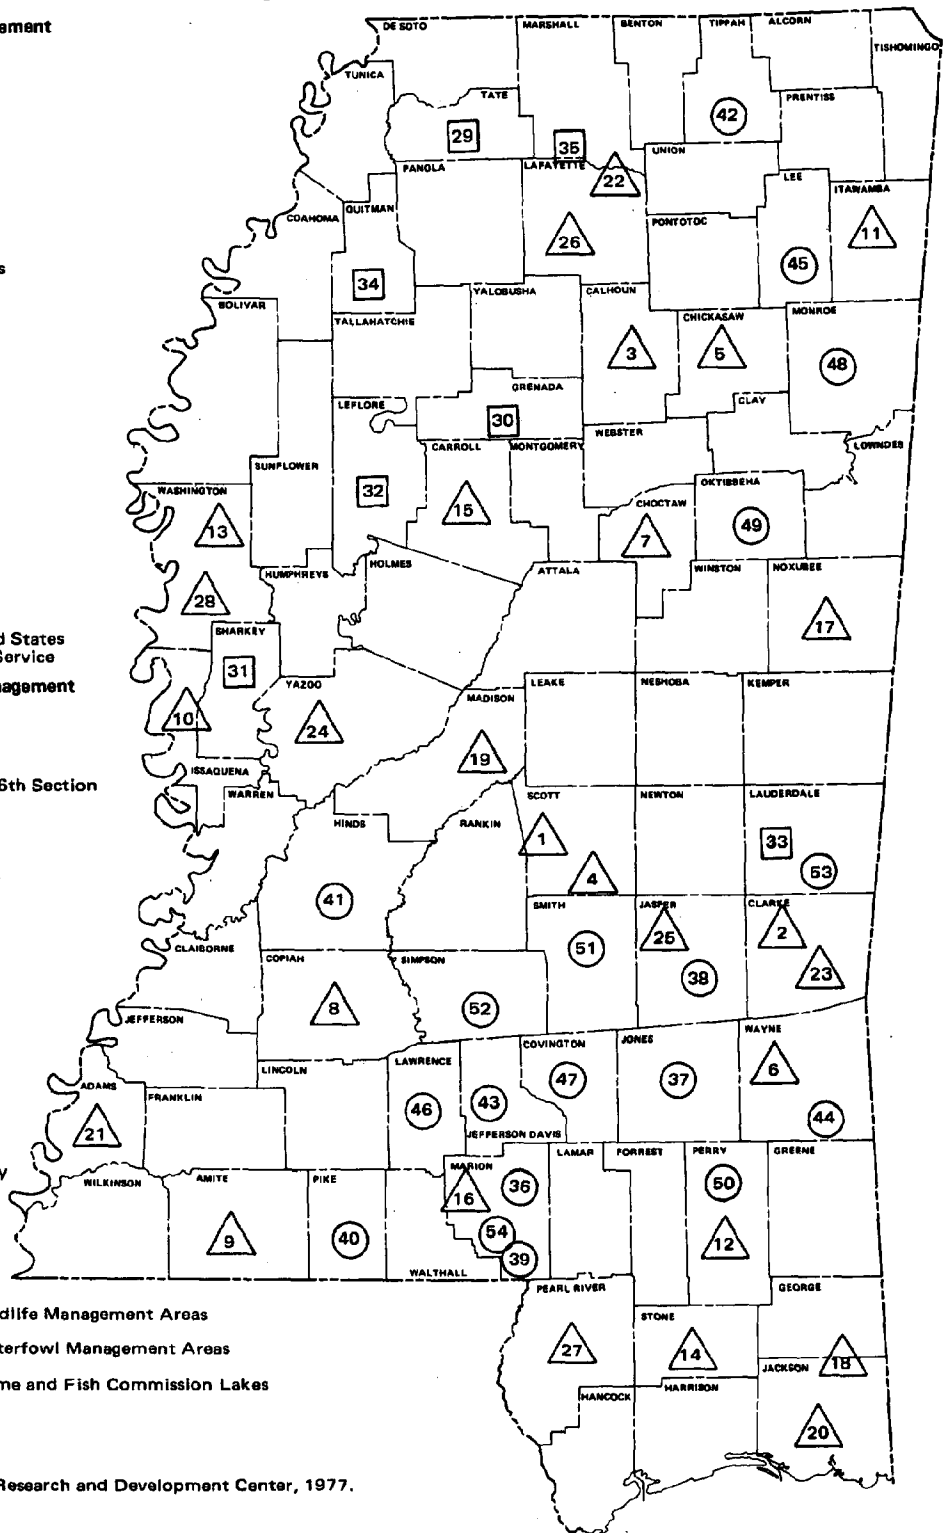 ement
DE SOTO
MARSHALL
BENTON
TIPPAH
ALCORN
TISHOMINGO
TUNICA
TATE
PRENTISS
29
35
42
UNION
PANOLA
LAFAYETTE
22
LEE
ITAWAMBA
COAHOMA
QUITMAN
PONTOTOC
11
26
45
s
34
BOLIVAR
YALOBUSHA
CALHOUN
TALLAHATCHIE
CHICKASAW
MONROE
3
5
48
GRENADA
LEFLORE
CLAY
30
WEBSTER
CARROLL
MONTGOMERY
LOWNDES
SUNFLOWER
WASHINGTON
32
OKTIBBEHA
CHOCTAW
15
13
7
49
HUMPHREYS
HOLMES
ATTALA
WINSTON
NOXUBEE
28
17
d States
Service
SHARKEY
31
nagement
YAZOO
LEAKE
NESHOBA
KEMPER
MADISON
10
24
19
ISSAQUENA
6th Section
WARREN
SCOTT
NEWTON
LAUDERDALE
HINDS
RANKIN
1
33
4
53
41
SMITH
JASPER
CLARKE
25
2
CLAIBORNE
51
COPIAH
SIMPSON
38
23
8
52
JEFFERSON
WAYNE
COVINGTON
JONES
LINCOLN
LAWRENCE
6
ADAMS
FRANKLIN
47
37
46
43
21
44
JEFFERSON DAVIS
LAMAR
FORREST
PERRY
GREENE
y
WILKINSON
AMITE
PIKE
MARION
16
36
50
9
40
54
12
39
WALTHALL
PEARL RIVER
GEORGE
dlife Management Areas
STONE
terfowl Management Areas
27
14
18
JACKSON
me and Fish Commission Lakes
HANCOCK
HARRISON
20
Research and Development Center, 1977.